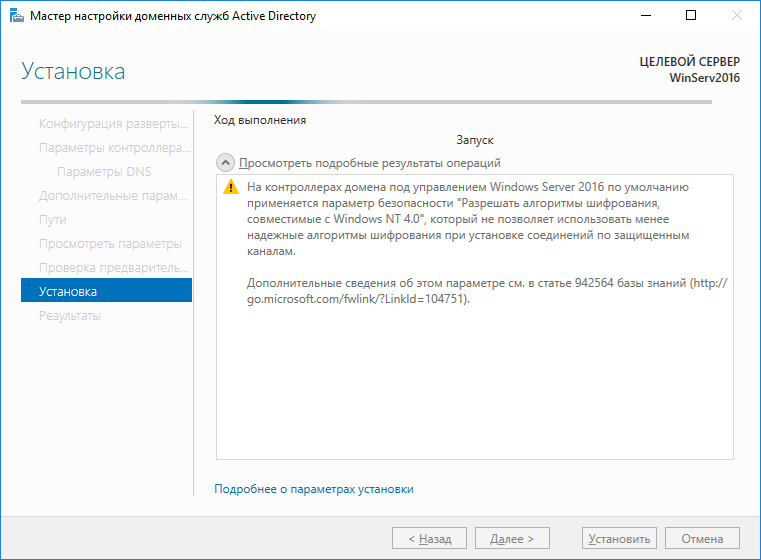 Мастер настройки доменных служб Active Directory
Установка
ЦЕЛЕВОЙ СЕРВЕР
WinServ2016
Конфигурация разверты...
Параметры контроллера...
Параметры DNS
Дополнительные парам...
Пути
Просмотреть параметры
Проверка предваритель...
Установка
Результаты
Ход выполнения
Запуск
Просмотреть подробные результаты операций
На контроллерах домена под управлением Windows Server 2016 по умолчанию
применяется параметр безопасности "Разрешать алгоритмы шифрования,
совместимые с Windows NT 4.0", который не позволяет использовать менее
надежные алгоритмы шифрования при установке соединений по защищенным
каналам.
Дополнительные сведения об этом параметре см. в статье 942564 базы знаний (http://
go.microsoft.com/fwlink/?LinkId=104751).
Подробнее о параметрах установки
< Назад
Далее >
Установить
Отмена